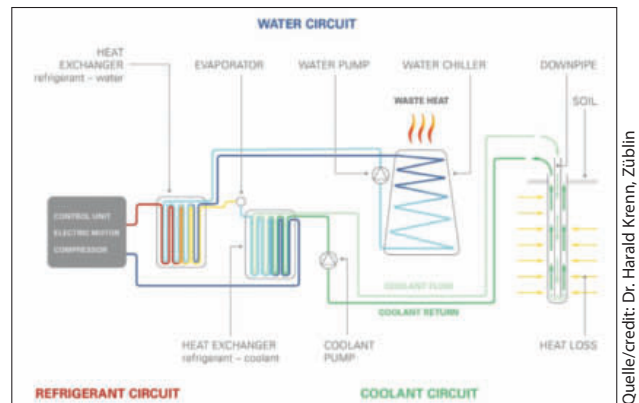 WATER CIRCUIT
HEAT
EXCHANGER
refrigerant – water
EVAPORATOR
WATER PUMP
WATER CHILLER
DOWNPIPE
WASTE HEAT
SOIL
CONTROL UNIT
ELECTRIC MOTOR
COMPRESSOR
COOLANT FLOW
COOLANT RETURN
HEAT EXCHANGER
refrigerant – coolant
COOLANT
PUMP
HEAT LOSS
REFRIGERANT CIRCUIT
COOLANT CIRCUIT
Quelle/credit: Dr. Harald Krenn, Züblin